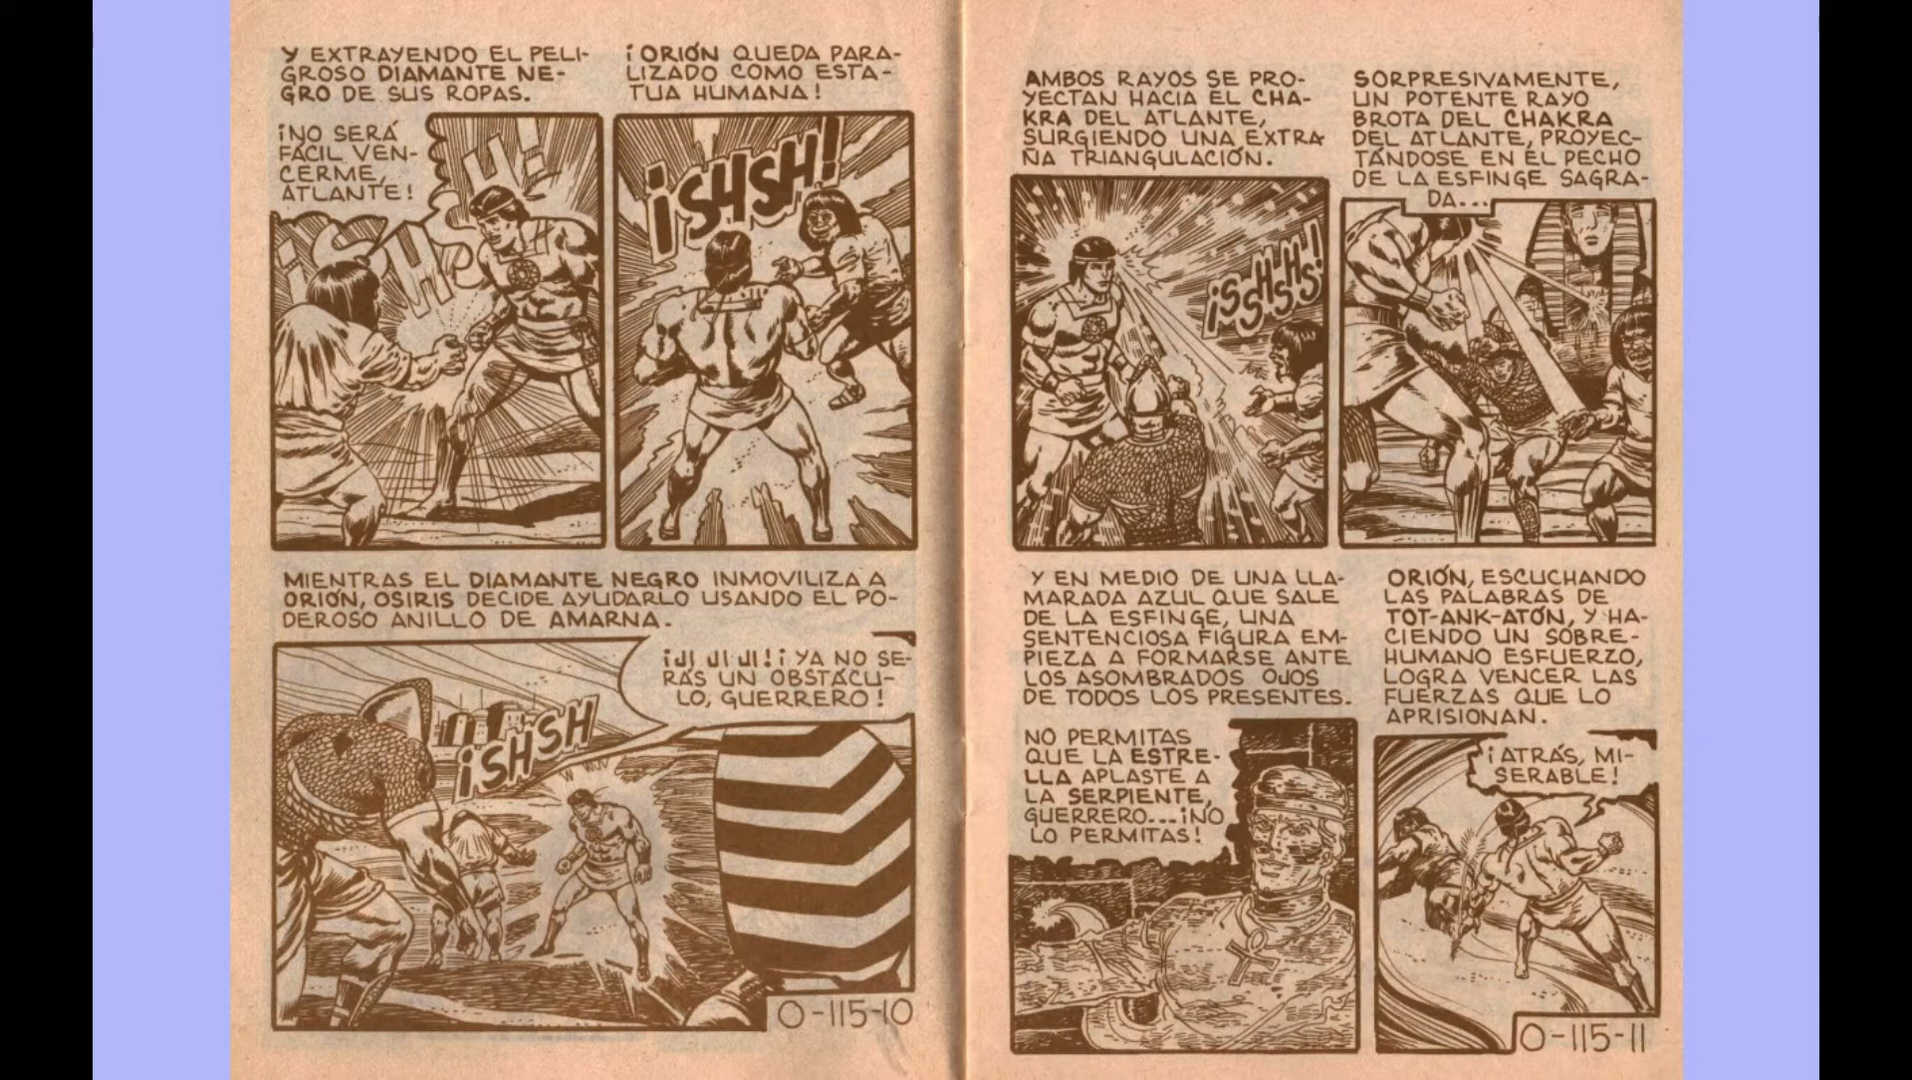 Y EXTRAYENDO EL PELI-
GROSO DIAMANTE NE-
GRO DE SUS ROPAS.
¡NO SERÁ
FÁCIL VEN-
CERME,
ATLANTE!
¡SHSH!
¡ORIÓN QUEDA PARA-
LIZADO COMO ESTA-
TUA HUMANA!
¡SHSH!
MIENTRAS EL DIAMANTE NEGRO INMOVILIZA A
ORIÓN, OSIRIS DECIDE AYUDARLO USANDO EL PO-
DEROSO ANILLO DE AMARNA.
¡JI JI JI!¡YA NO SE-
RÁS UN OBSTÁCU-
LO, GUERRERO!
¡SHSH
O-115-10
AMBOS RAYOS SE PRO-
YECTAN HACIA EL CHA-
KRA DEL ATLANTE,
SURGIENDO UNA EXTRA
ÑA TRIANGULACIÓN.
¡SSHSHS!
SORPRESIVAMENTE,
UN POTENTE RAYO
BROTA DEL CHAKRA
DEL ATLANTE, PROYEC-
TÁNDOSE EN EL PECHO
DE LA ESFINGE SAGRA-
DA...
Y EN MEDIO DE UNA LLA-
MARADA AZUL QUE SALE
DE LA ESFINGE, UNA
SENTENCIOSA FIGURA EM-
PIEZA A FORMARSE ANTE
LOS ASOMBRADOS OJOS
DE TODOS LOS PRESENTES.
NO PERMITAS
QUE LA ESTRE-
LLA APLASTE A
LA SERPIENTE,
GUERRERO...¡NO
LO PERMITAS!
ORIÓN, ESCUCHANDO
LAS PALABRAS DE
TOT-ANK-ATÓN, Y HA-
CIENDO UN SOBRE-
HUMANO ESFUERZO,
LOGRA VENCER LAS
FUERZAS QUE LO
APRISIONAN.
¡ATRÁS, MI-
SERABLE!
O-115-11